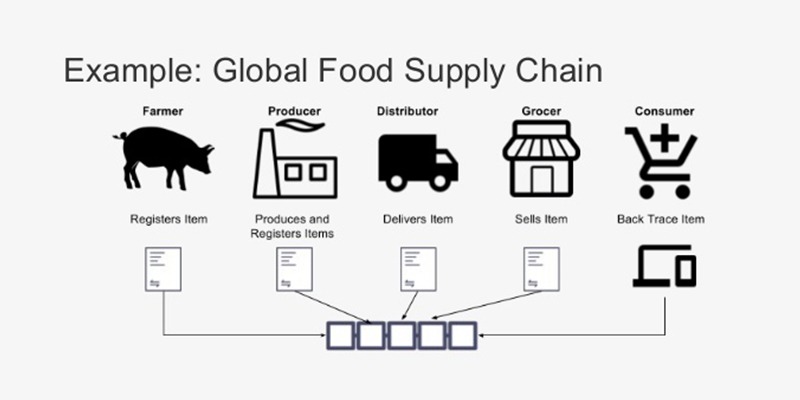 Example: Global Food Supply Chain
Farmer
Producer
Distributor
Grocer
Consumer
Registers Item
Produces and
Registers Items
Delivers Item
Sells Item
Back Trace Item